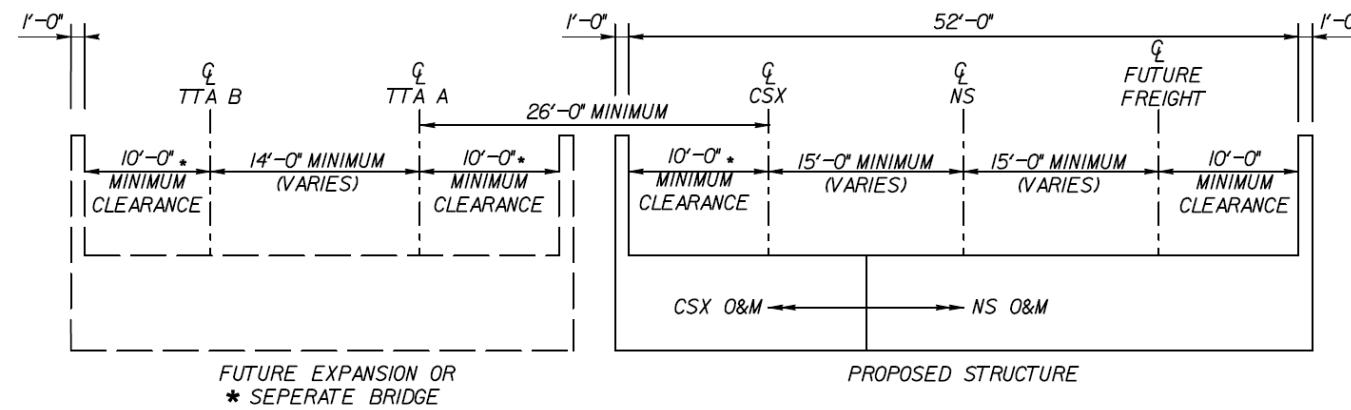 1'-0"
1'-0"
52'-0"
1'-0
℄
TTA B
℄
TTA A
℄
CSX
℄
NS
℄
FUTURE
FREIGHT
26'-0" MINIMUM
10'-0" *
MINIMUM
CLEARANCE
14'-0" MINIMUM
(VARIES)
10'-0" *
MINIMUM
CLEARANCE
10'-0" *
MINIMUM
CLEARANCE
15'-0" MINIMUM
(VARIES)
15'-0" MINIMUM
(VARIES)
10'-0"
MINIMUM
CLEARANCE
CSX O&M
NS O&M
FUTURE EXPANSION OR
* SEPERATE BRIDGE
PROPOSED STRUCTURE